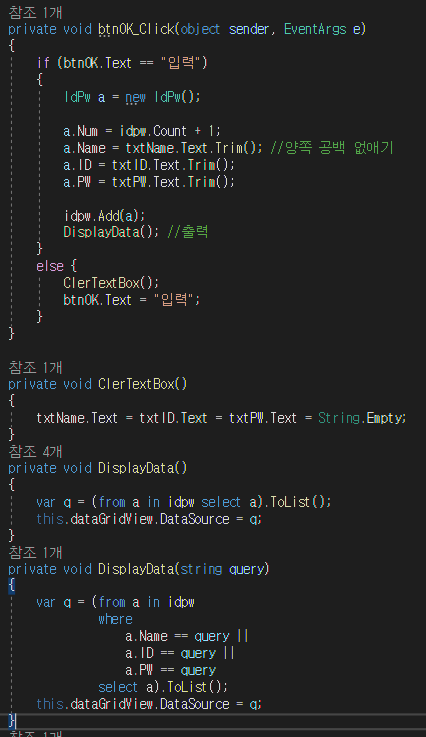 참조 1개
private void btnOK_Click(object sender, EventArgs e)
{
    if (btnOK.Text == "입력")
    {
        IdPw a = new IdPw();

        a.Num = idpw.Count + 1;
        a.Name = txtName.Text.Trim(); //양쪽 공백 없애기
        a.ID = txtID.Text.Trim();
        a.PW = txtPW.Text.Trim();

        idpw.Add(a);
        DisplayData(); //출력
    }
    else {
        ClerTextBox();
        btnOK.Text = "입력";
    }
}

참조 1개
private void ClerTextBox()
{
    txtName.Text = txtID.Text = txtPW.Text = String.Empty;
}
참조 4개
private void DisplayData()
{
    var q = (from a in idpw select a).ToList();
    this.dataGridView.DataSource = q;
}
참조 1개
private void DisplayData(string query)
{
    var q = (from a in idpw
            where
                a.Name == query ||
                a.ID == query ||
                a.PW == query
            select a).ToList();
    this.dataGridView.DataSource = q;
}
참조 1개